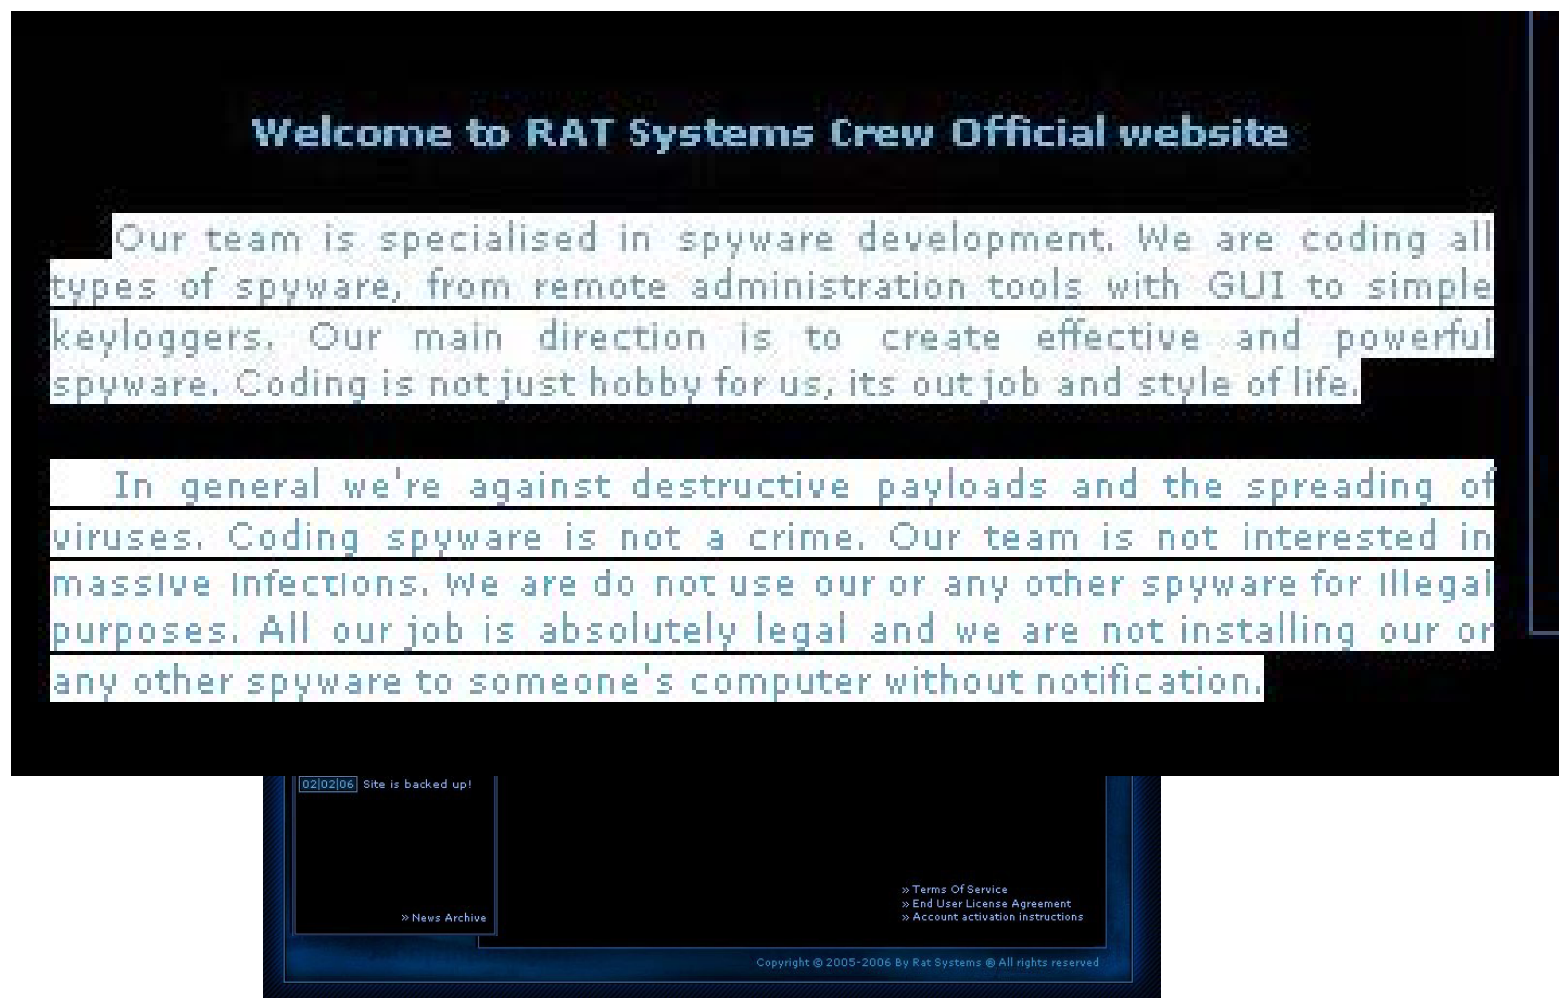 Welcome to RAT Systems Crew Official website
Our team is specialised in spyware development. We are coding all
types of spyware, from remote administration tools with GUI to simple
keyloggers. Our main direction is to create effective and powerful
spyware. Coding is not just hobby for us, its out job and style of life.
In general we're against destructive payloads and the spreading of
viruses. Coding spyware is not a crime. Our team is not interested in
massive infections. We are do not use our or any other spyware for illegal
purposes. All our job is absolutely legal and we are not installing our or
any other spyware to someone's computer without notification.
02|02|06 Site is backed up!
» Terms Of Service
» End User License Agreement
» Account activation instructions
» News Archive
Copyright © 2005-2006 By Rat Systems ® All rights reserved